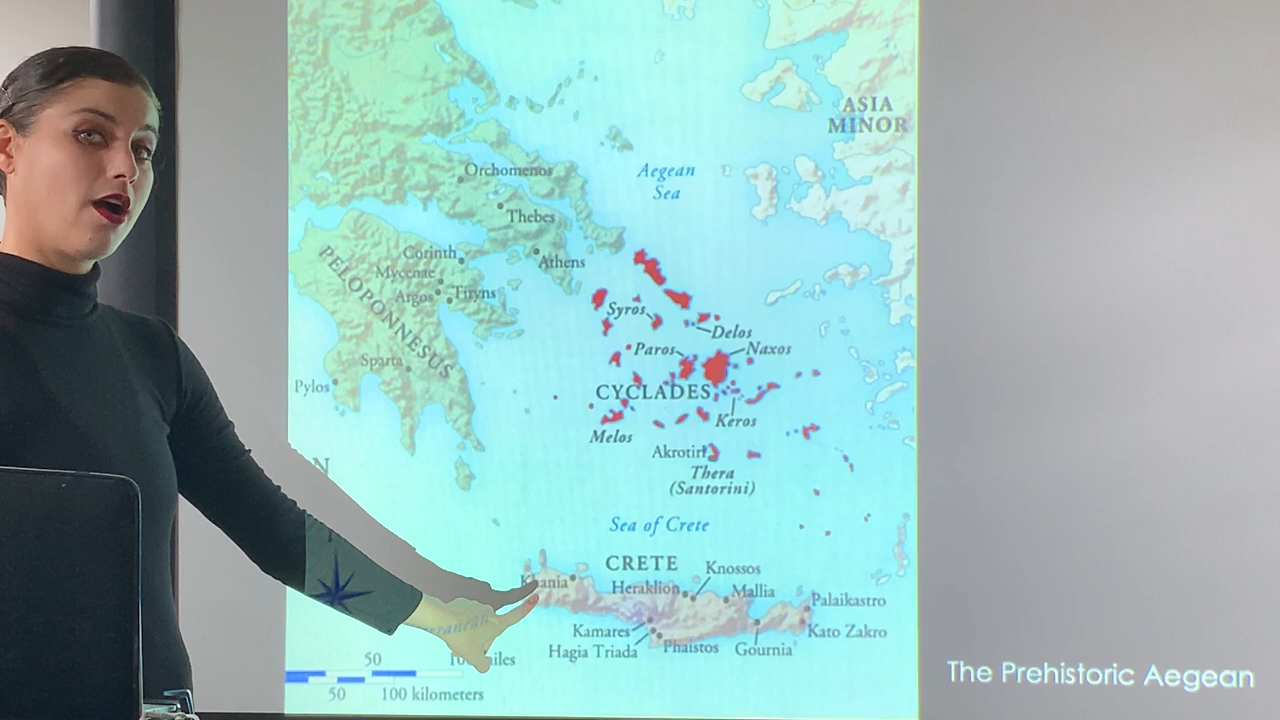 ASIA
MINOR
Orchomenos
Aegean
Sea
Thebes
Corinth
Athens
Mycenae
PELOPONNESUS
Argos
Tiryns
Syros
Delos
Paros
Naxos
Sparta
Pylos
CYCLADES
Keros
Melos
Akrotiri
Thera
(Santorini)
N
Sea of Crete
CRETE
Knossos
Khania
Heraklion
Mallia
Palaikastro
Kamares
Kato Zakro
Hagia Triada
Phaistos
Gournia
50
miles
50
100 kilometers
The Prehistoric Aegean